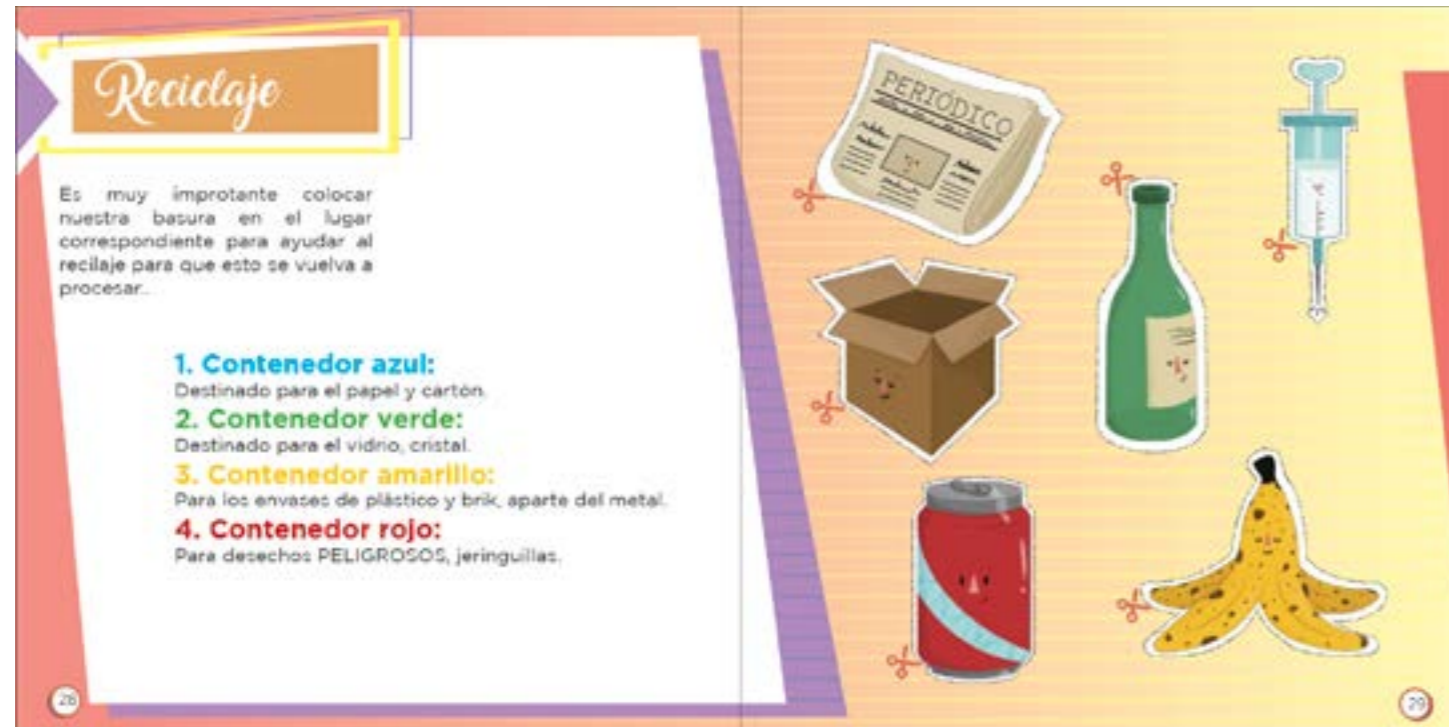 Reciclaje
Es muy improtante colocar
nuestra basura en el lugar
correspondiente para ayudar al
recilaje para que esto se vuelva a
procesar..
1. Contenedor azul:
Destinado para el papel y cartón.
2. Contenedor verde:
Destinado para el vidrio, cristal.
3. Contenedor amarillo:
Para los envases de plástico y brik, aparte del metal.
4. Contenedor rojo:
Para desechos PELIGROSOS, jeringuillas.
28
PERIÓDICO
29